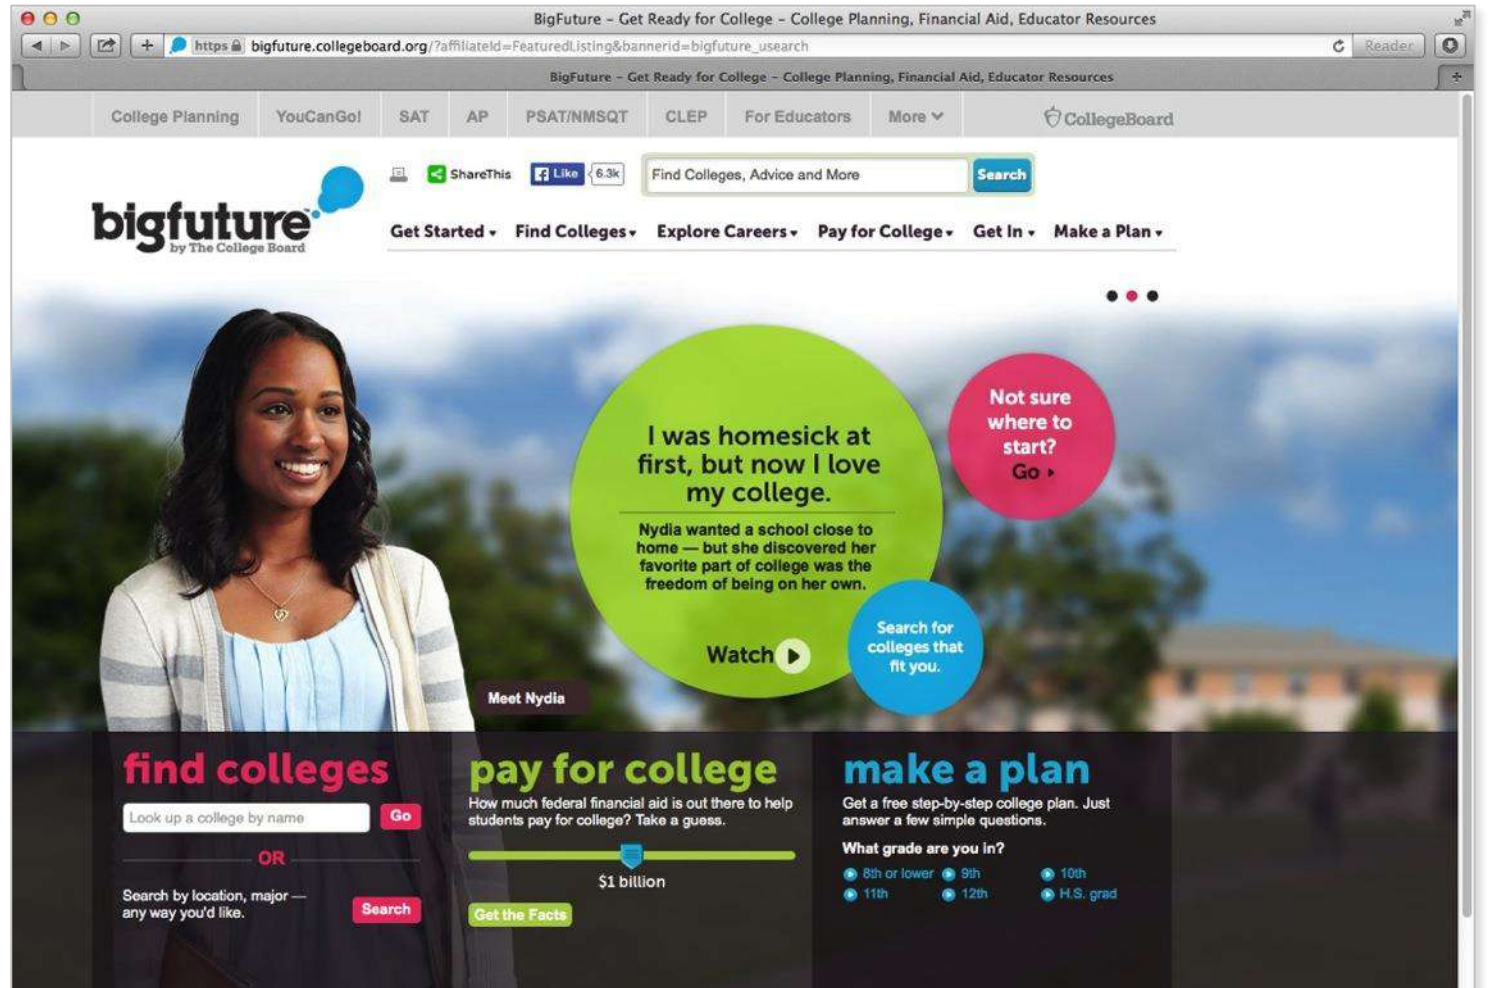 BigFuture – Get Ready for College – College Planning, Financial Aid, Educator Resources
https bigfuture.collegeboard.org/?affiliateId=FeaturedListing&bannerid=bigfuture_usearch
Reader
BigFuture – Get Ready for College – College Planning, Financial Aid, Educator Resources
College Planning YouCanGo! SAT AP PSAT/NMSQT CLEP For Educators More CollegeBoard
ShareThis Like 6.3k Find Colleges, Advice and More Search
bigfuture
by The College Board
Get Started Find Colleges Explore Careers Pay for College Get In Make a Plan
Not sure
where to
start?
Go
I was homesick at
first, but now I love
my college.
Nydia wanted a school close to
home — but she discovered her
favorite part of college was the
freedom of being on her own.
Watch
Search for
colleges that
fit you.
Meet Nydia
find colleges
Look up a college by name Go
OR
Search by location, major —
any way you'd like.
Search
pay for college
How much federal financial aid is out there to help
students pay for college? Take a guess.
$1 billion
Get the Facts
make a plan
Get a free step-by-step college plan. Just
answer a few simple questions.
What grade are you in?
8th or lower 9th 10th
11th 12th H.S. grad